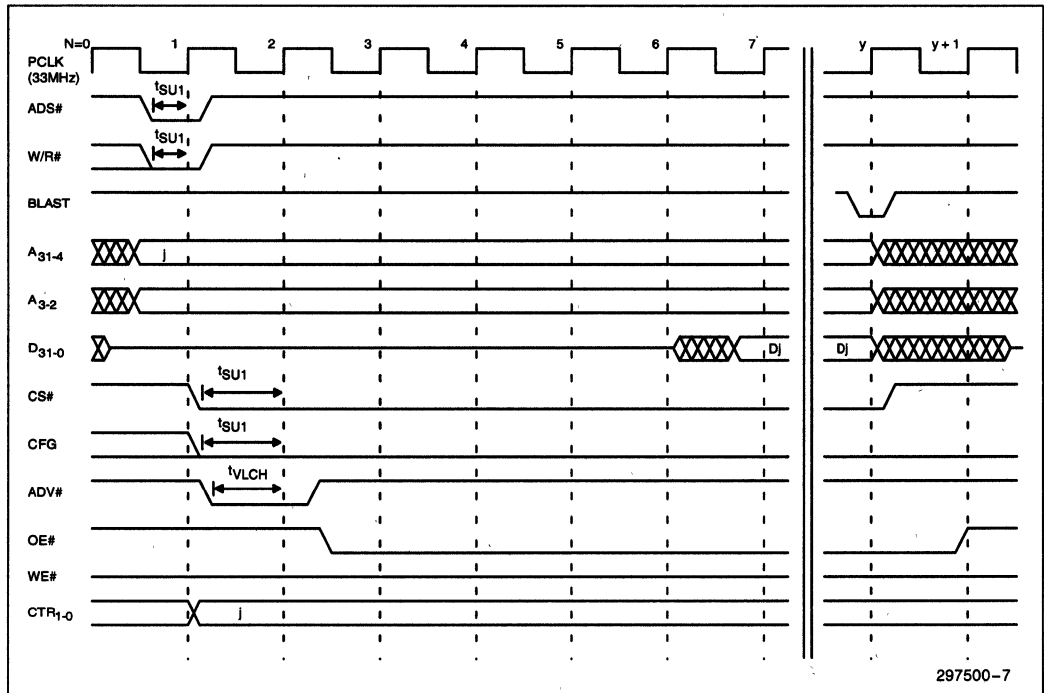 N=0 1 2 3 4 5 6 7 y y + 1
PCLK
(33MHz)
tSU1
ADS#
tSU1
W/R#
BLAST
A31-4 j
A3-2
D31-0 Dj Dj
tSU1
CS#
tSU1
CFG
tVLCH
ADV#
OE#
WE#
CTR1-0 j
297500-7